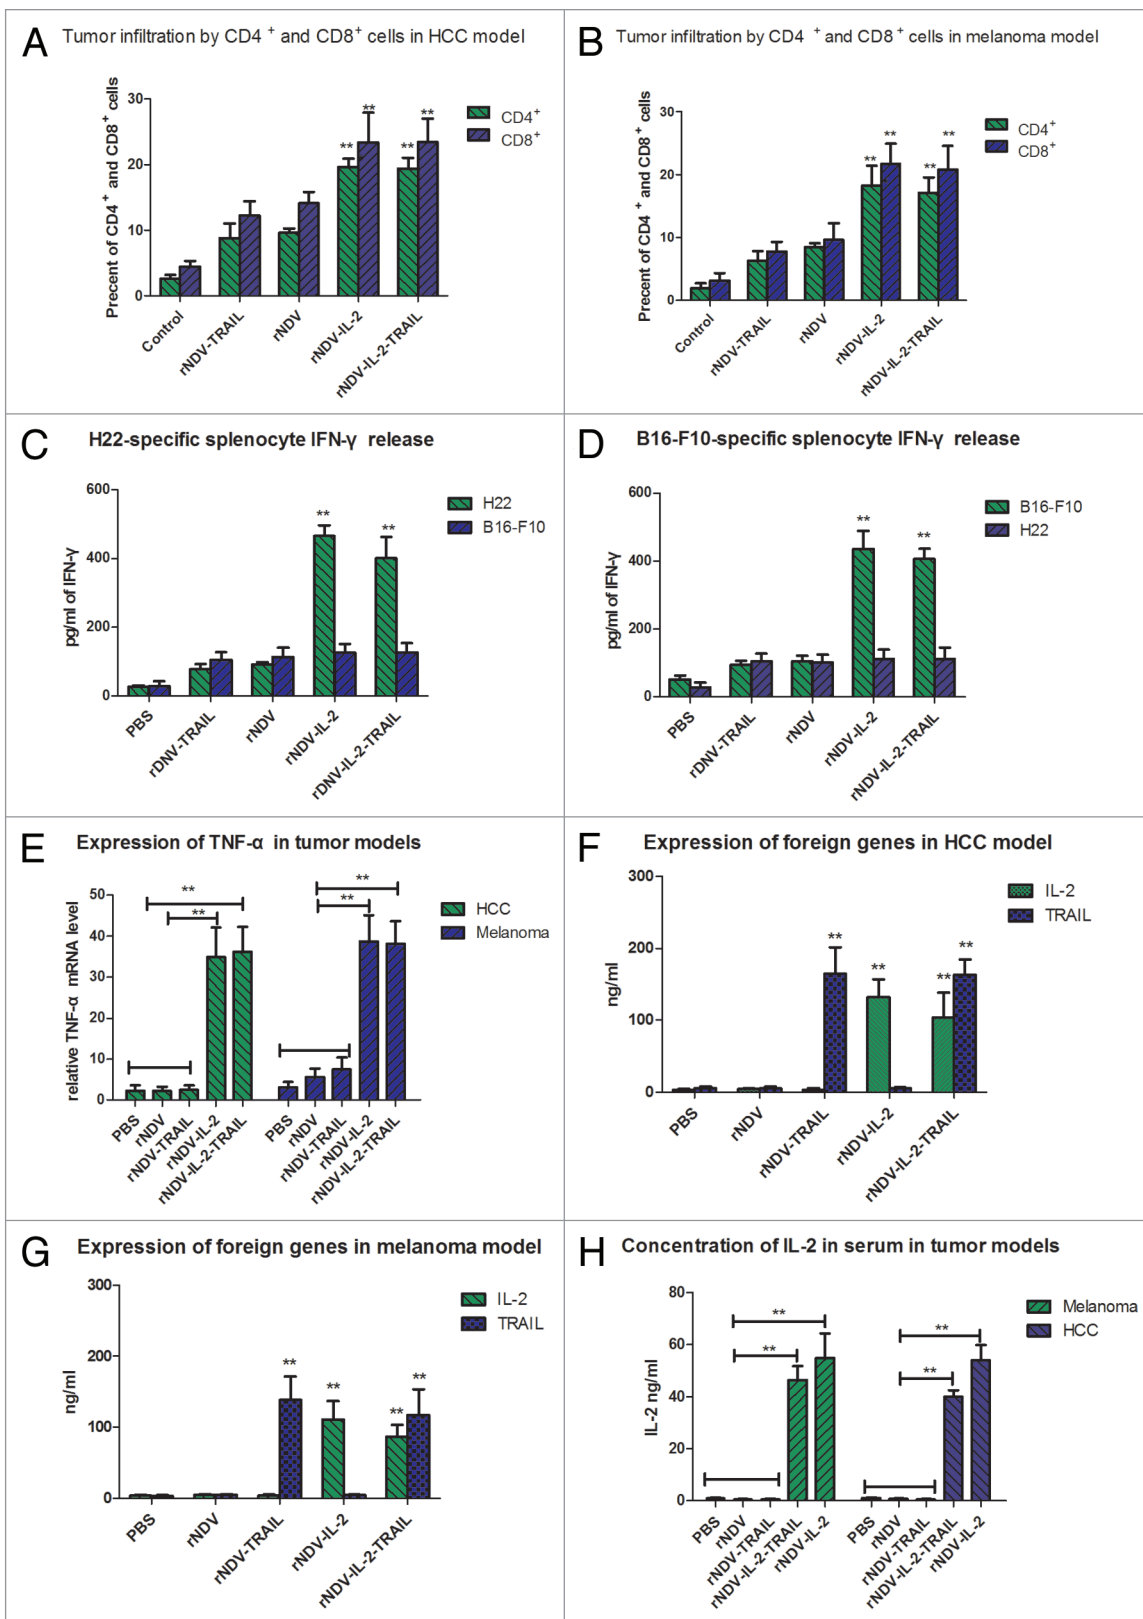 A Tumor infiltration by CD4 + and CD8+ cells in HCC model
Precent of CD4 + and CD8+ cells
30
20
10
0
** ** ** **
CD4+
CD8+
Control
rNDV-TRAIL
rNDV
rNDV-IL-2
rNDV-IL-2-TRAIL
B Tumor infiltration by CD4 + and CD8 + cells in melanoma model
Precent of CD4 + and CD8+ cells
30
20
10
0
** ** ** **
CD4+
CD8+
Control
rNDV-TRAIL
rNDV
rNDV-IL-2
rNDV-IL-2-TRAIL
C H22-specific splenocyte IFN-γ release
pg/ml of IFN-γ
600
400
200
0
** **
H22
B16-F10
PBS
rDNV-TRAIL
rNDV
rNDV-IL-2
rDNV-IL-2-TRAIL
D B16-F10-specific splenocyte IFN-γ release
pg/ml of IFN-γ
600
400
200
0
** **
B16-F10
H22
PBS
rDNV-TRAIL
rNDV
rNDV-IL-2
rNDV-IL-2-TRAIL
E Expression of TNF-α in tumor models
relative TNF-α mRNA level
50
40
30
20
10
0
** ** ** **
HCC
Melanoma
PBS
rNDV
rNDV-TRAIL
rNDV-IL-2
rNDV-IL-2-TRAIL
PBS
rNDV
rNDV-TRAIL
rNDV-IL-2
rNDV-IL-2-TRAIL
F Expression of foreign genes in HCC model
ng/ml
300
200
100
0
** ** ** **
IL-2
TRAIL
PBS
rNDV
rNDV-TRAIL
rNDV-IL-2
rNDV-IL-2-TRAIL
G Expression of foreign genes in melanoma model
ng/ml
300
200
100
0
** ** ** **
IL-2
TRAIL
PBS
rNDV
rNDV-TRAIL
rNDV-IL-2
rNDV-IL-2-TRAIL
H Concentration of IL-2 in serum in tumor models
IL-2 ng/ml
80
60
40
20
0
** ** ** **
Melanoma
HCC
PBS
rNDV
rNDV-TRAIL
rNDV-IL-2-TRAIL
rNDV-IL-2
PBS
rNDV
rNDV-TRAIL
rNDV-IL-2-TRAIL
rNDV-IL-2